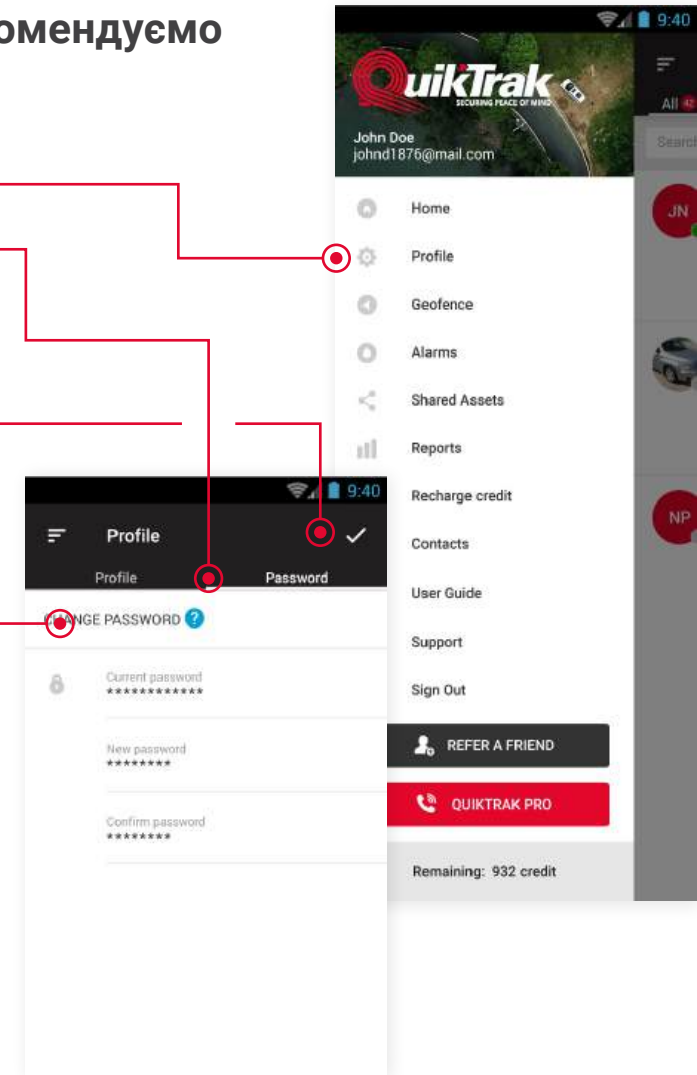 омендуємо
9:40
QuikTrak
SECURING PEACE OF MIND
John Doe
johnd1876@mail.com
Home
Profile
Geofence
Alarms
Shared Assets
Reports
Recharge credit
Contacts
User Guide
Support
Sign Out
REFER A FRIEND
QUIKTRAK PRO
Remaining: 932 credit
All 42
Search
JN
NP
9:40
Profile
Profile Password
CHANGE PASSWORD ?
Current password
************
New password
********
Confirm password
********